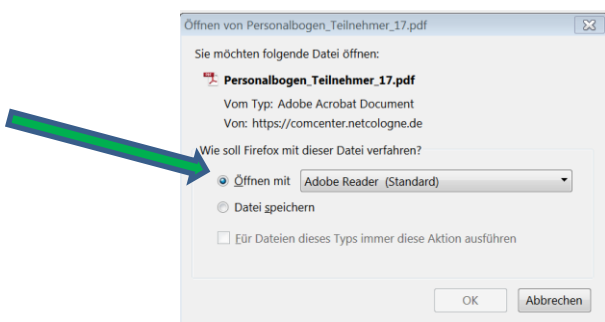 Öffnen von Personalbogen_Teilnehmer_17.pdf
Sie möchten folgende Datei öffnen:
Personalbogen_Teilnehmer_17.pdf
Vom Typ: Adobe Acrobat Document
Von: https://comcenter.netcologne.de
Wie soll Firefox mit dieser Datei verfahren?
Öffnen mit Adobe Reader (Standard)
Datei speichern
Für Dateien dieses Typs immer diese Aktion ausführen
OK Abbrechen